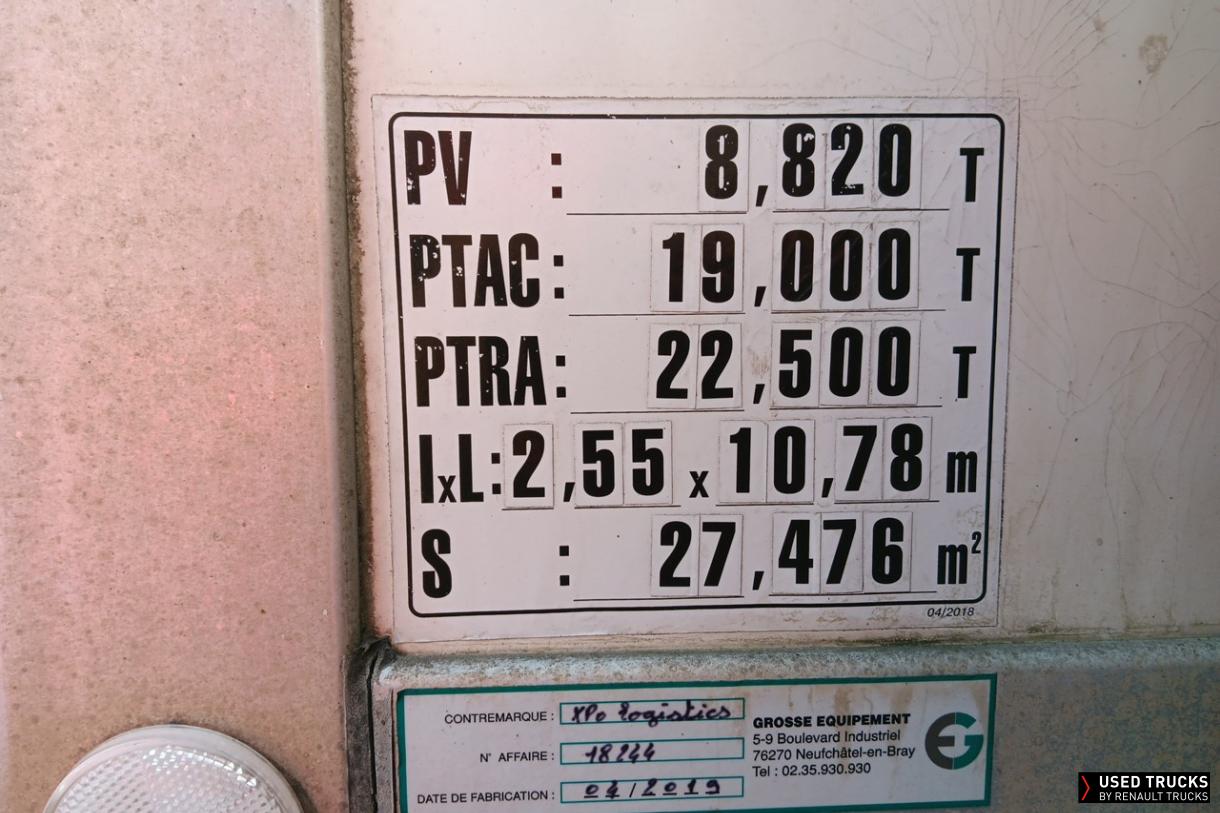 PV : 8,820 T
PTAC : 19,000 T
PTRA : 22,500 T
lxL : 2,55 x 10,78 m
S : 27,476 m²
04/2018
CONTREMARQUE : XPo Logistics
N° AFFAIRE : 18244
DATE DE FABRICATION : 04/2019
GROSSE EQUIPEMENT
5-9 Boulevard Industriel
76270 Neufchâtel-en-Bray
Tel : 02.35.930.930
EG
USED TRUCKS
BY RENAULT TRUCKS